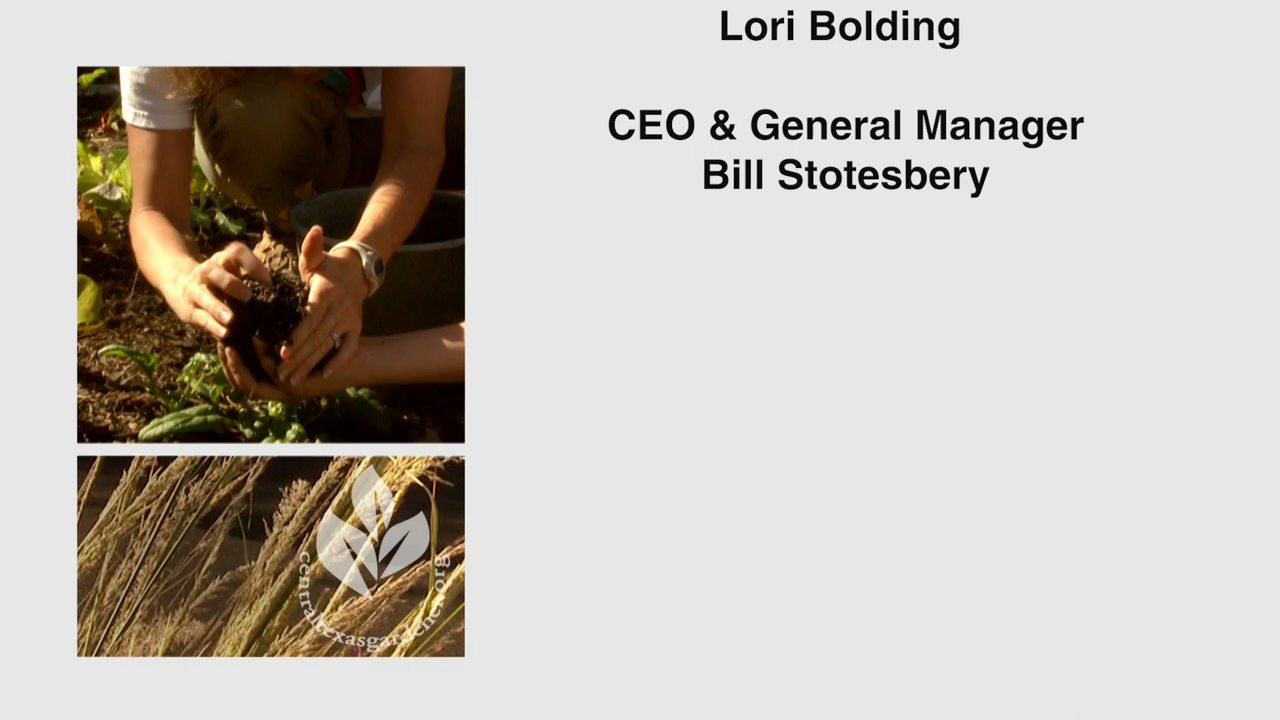 Lori Bolding
CEO & General Manager
Bill Stotesbery
centraltexasgardener.org